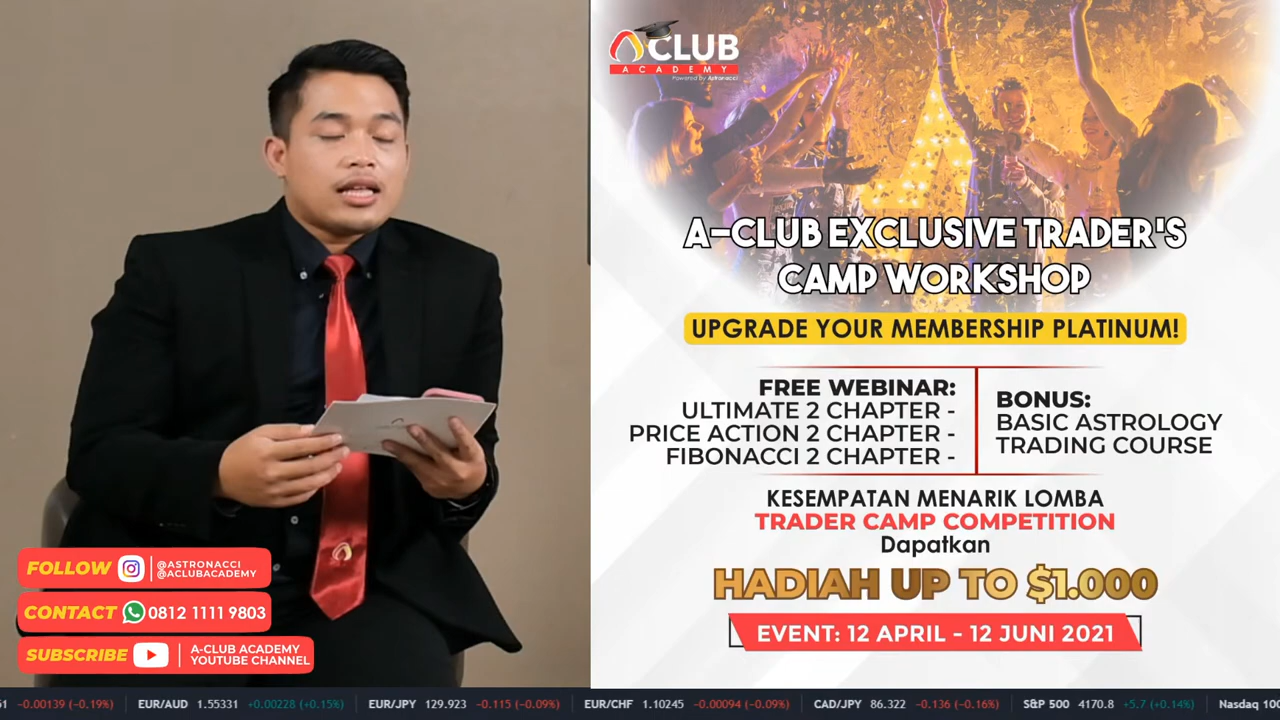 A CLUB
ACADEMY
Powered by Astronacci
A-CLUB EXCLUSIVE TRADER'S
CAMP WORKSHOP
UPGRADE YOUR MEMBERSHIP PLATINUM!
FREE WEBINAR:
ULTIMATE 2 CHAPTER -
PRICE ACTION 2 CHAPTER -
FIBONACCI 2 CHAPTER -
BONUS:
BASIC ASTROLOGY
TRADING COURSE
KESEMPATAN MENARIK LOMBA
TRADER CAMP COMPETITION
Dapatkan
HADIAH UP TO $1.000
EVENT: 12 APRIL - 12 JUNI 2021
FOLLOW @ASTRONACCI
@ACLUBACADEMY
CONTACT 0812 1111 9803
SUBSCRIBE A-CLUB ACADEMY
YOUTUBE CHANNEL
-0.00139 (-0.19%) EUR/AUD 1.55331 +0.00228 (+0.15%) EUR/JPY 129.923 -0.115 (-0.09%) EUR/CHF 1.10245 -0.00094 (-0.09%) CAD/JPY 86.322 -0.136 (-0.16%) S&P 500 4170.8 +5.7 (+0.14%) Nasdaq